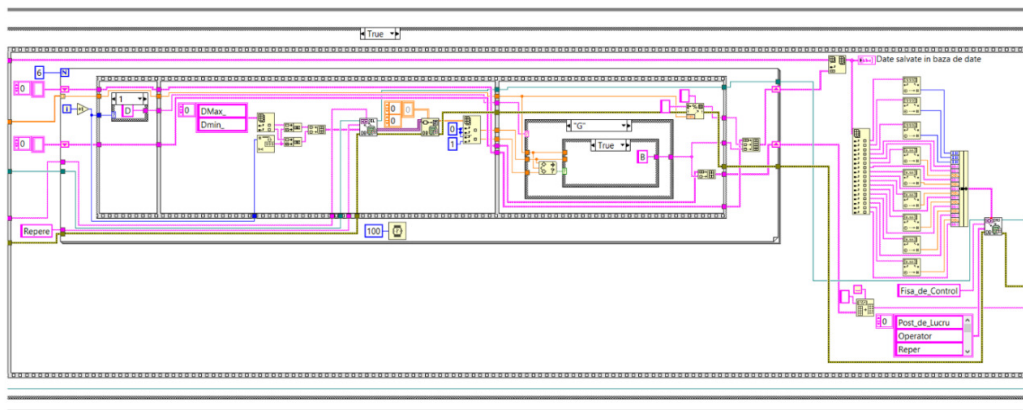 True
Date salvate in baza de date
6
N
0
i
1
D
0
DMax_
Dmin_
0
0
0
0
1
"G"
True
B
0
Repere
100
Fisa_de_Control
0
Post_de_Lucru
Operator
Reper